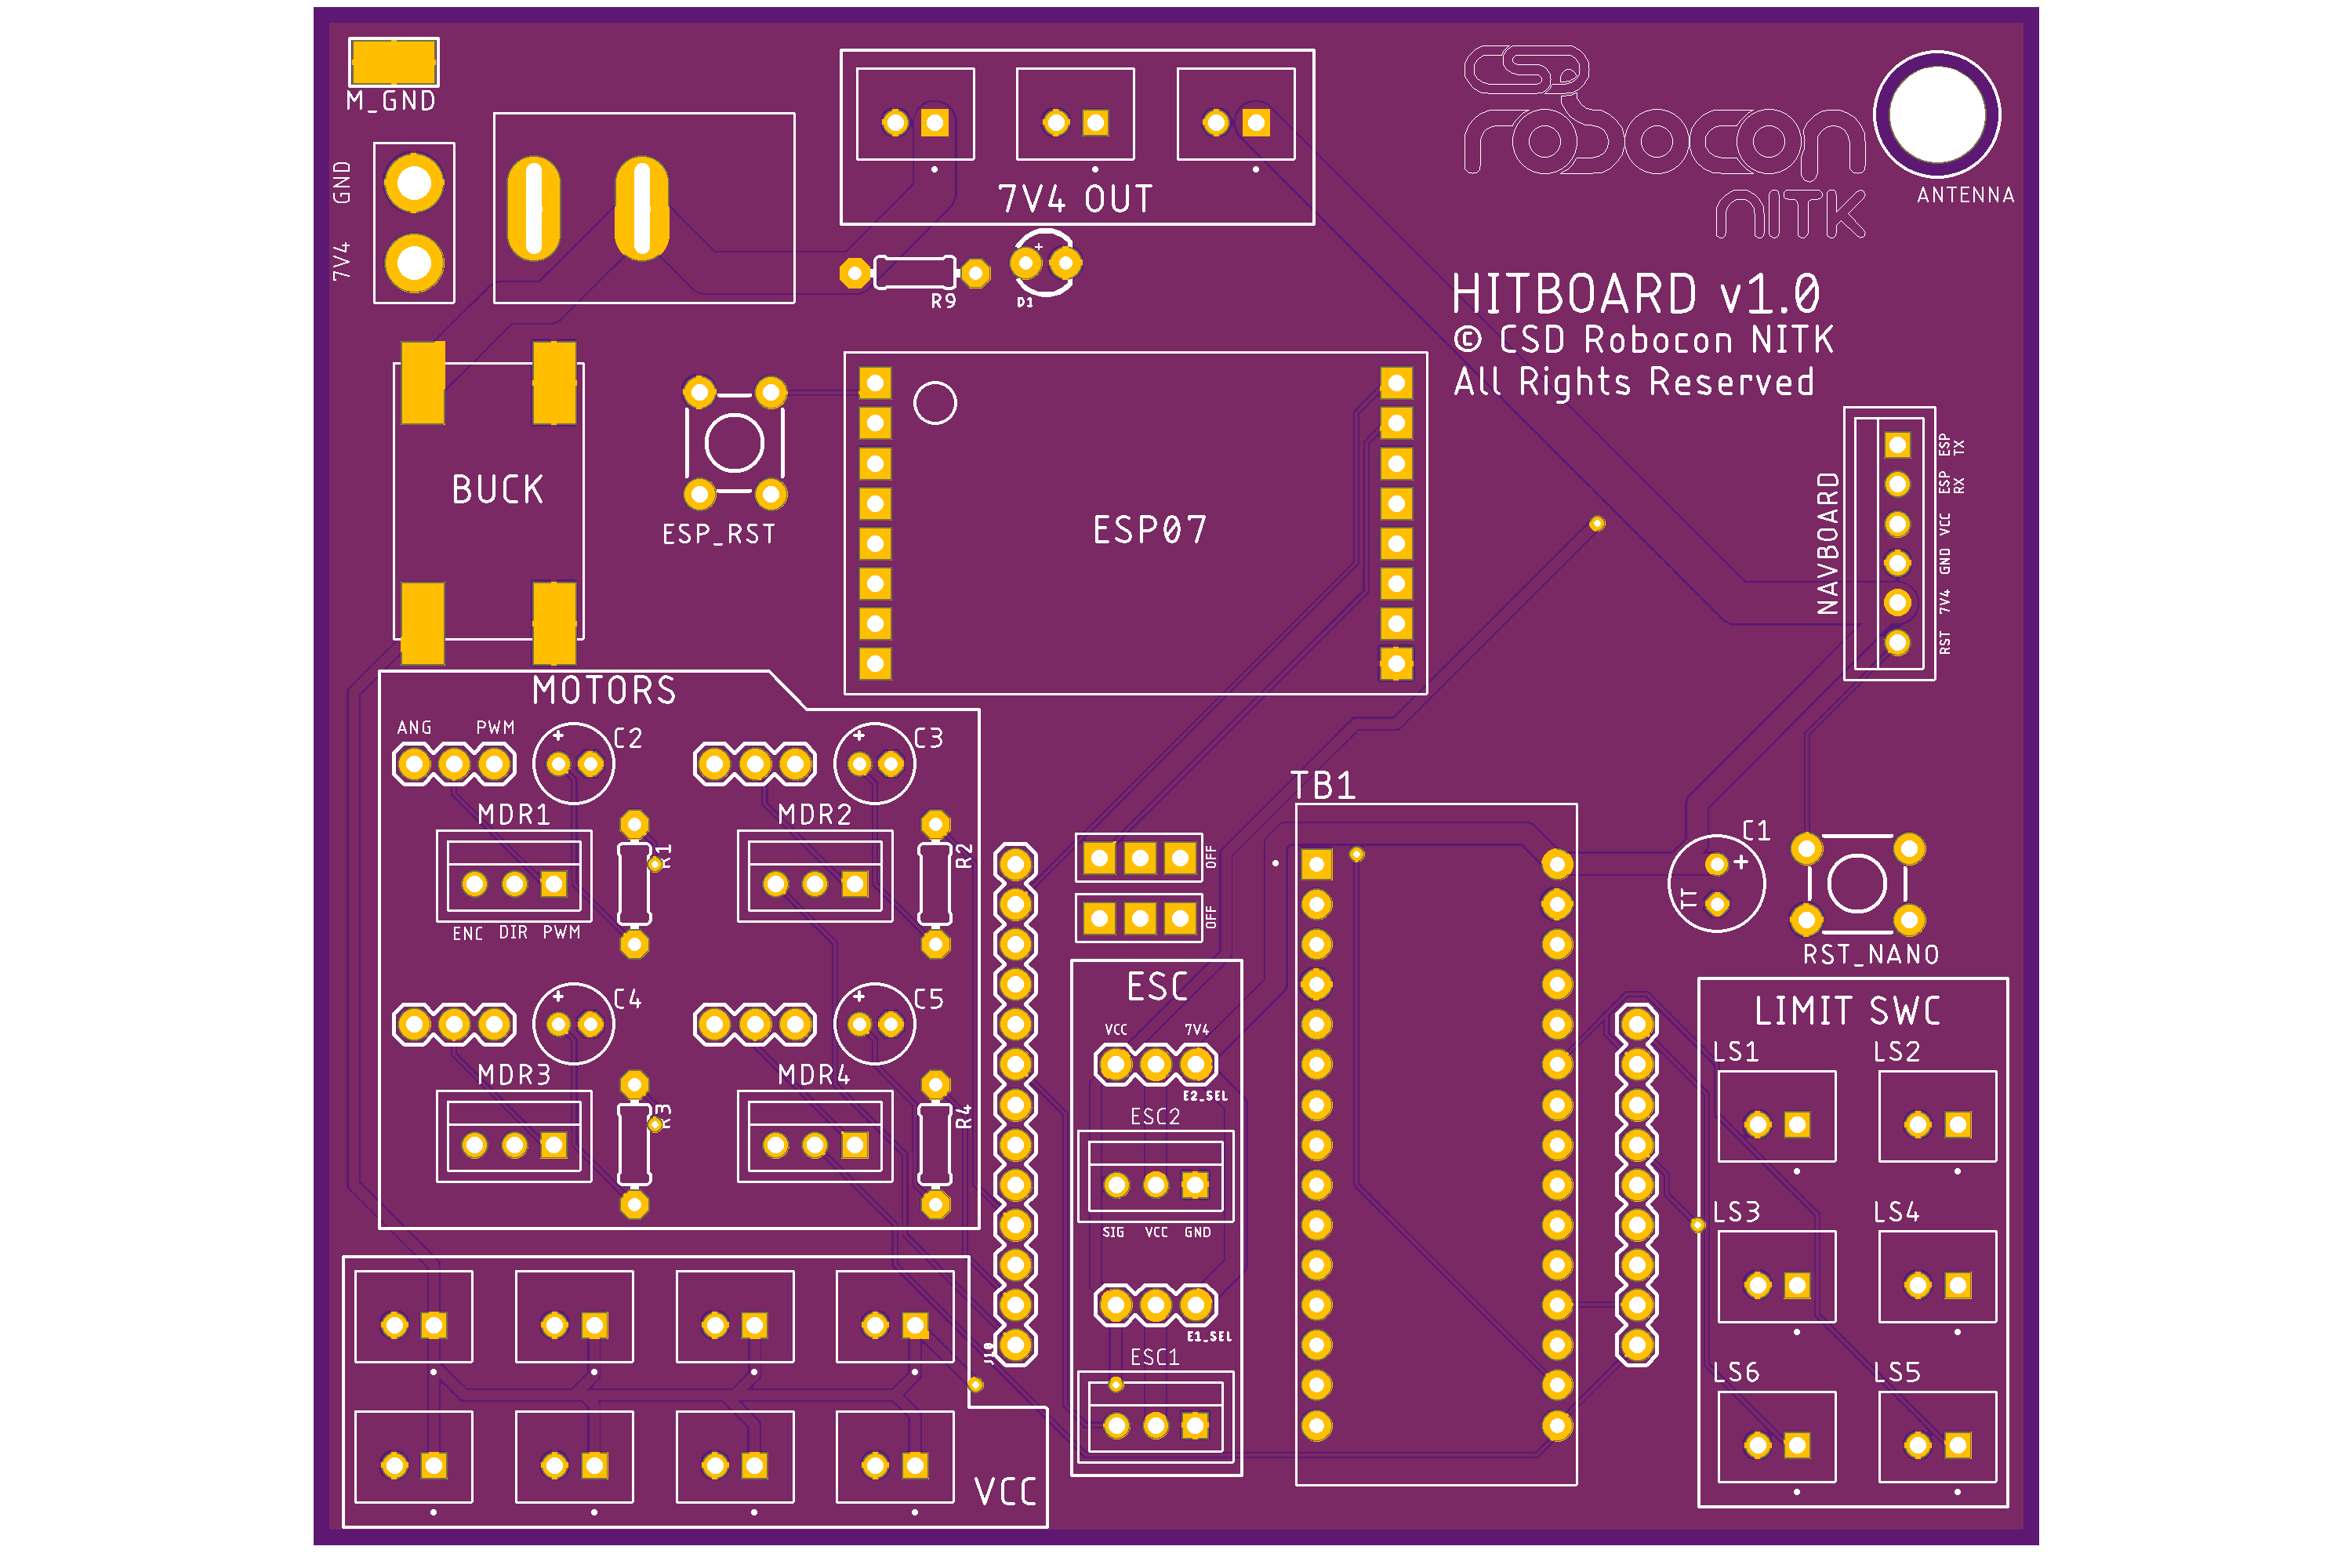 M_GND
GND
7V4
7V4 OUT
R9
D1
CSD
robocon
NITK
ANTENNA
HITBOARD v1.0
© CSD Robocon NITK
All Rights Reserved
BUCK
ESP_RST
ESP07
NAVBOARD
ESP TX
ESP RX
VCC
GND
7V4
RST
MOTORS
ANG
PWM
C2
C3
MDR1
MDR2
R1
R2
ENC DIR PWM
C4
C5
MDR3
MDR4
R3
R4
J10
VCC
OFF
OFF
ESC
VCC
7V4
E2_SEL
ESC2
SIG VCC GND
E1_SEL
ESC1
TB1
C1
TT
RST_NANO
LIMIT SWC
LS1
LS2
LS3
LS4
LS6
LS5